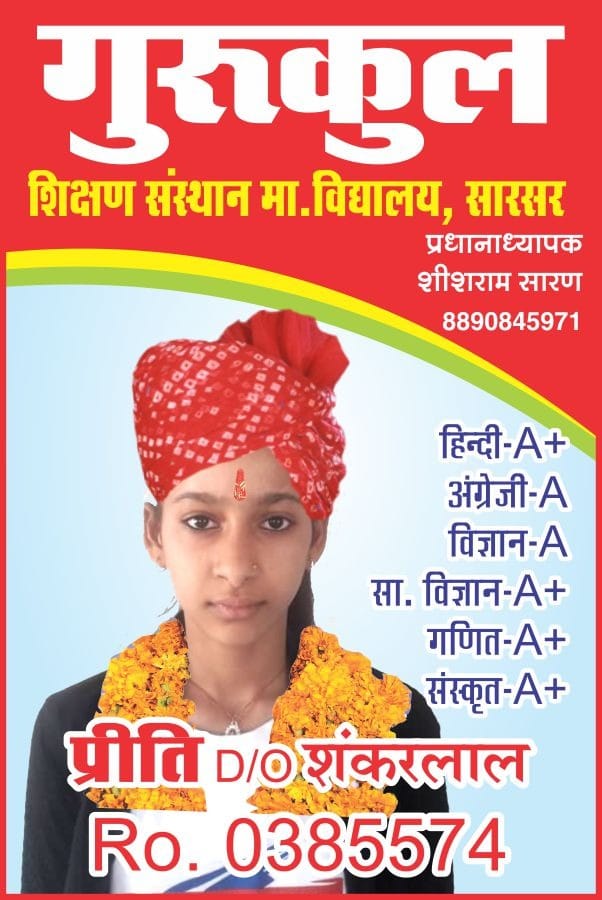 गुरुकुल
शिक्षण संस्थान मा.विद्यालय, सारसर
प्रधानाध्यापक
शीशराम सारण
8890845971
हिन्दी-A+
अंग्रेजी-A
विज्ञान-A
सा. विज्ञान-A+
गणित-A+
संस्कृत-A+
प्रीति D/O शंकरलाल
Ro. 0385574